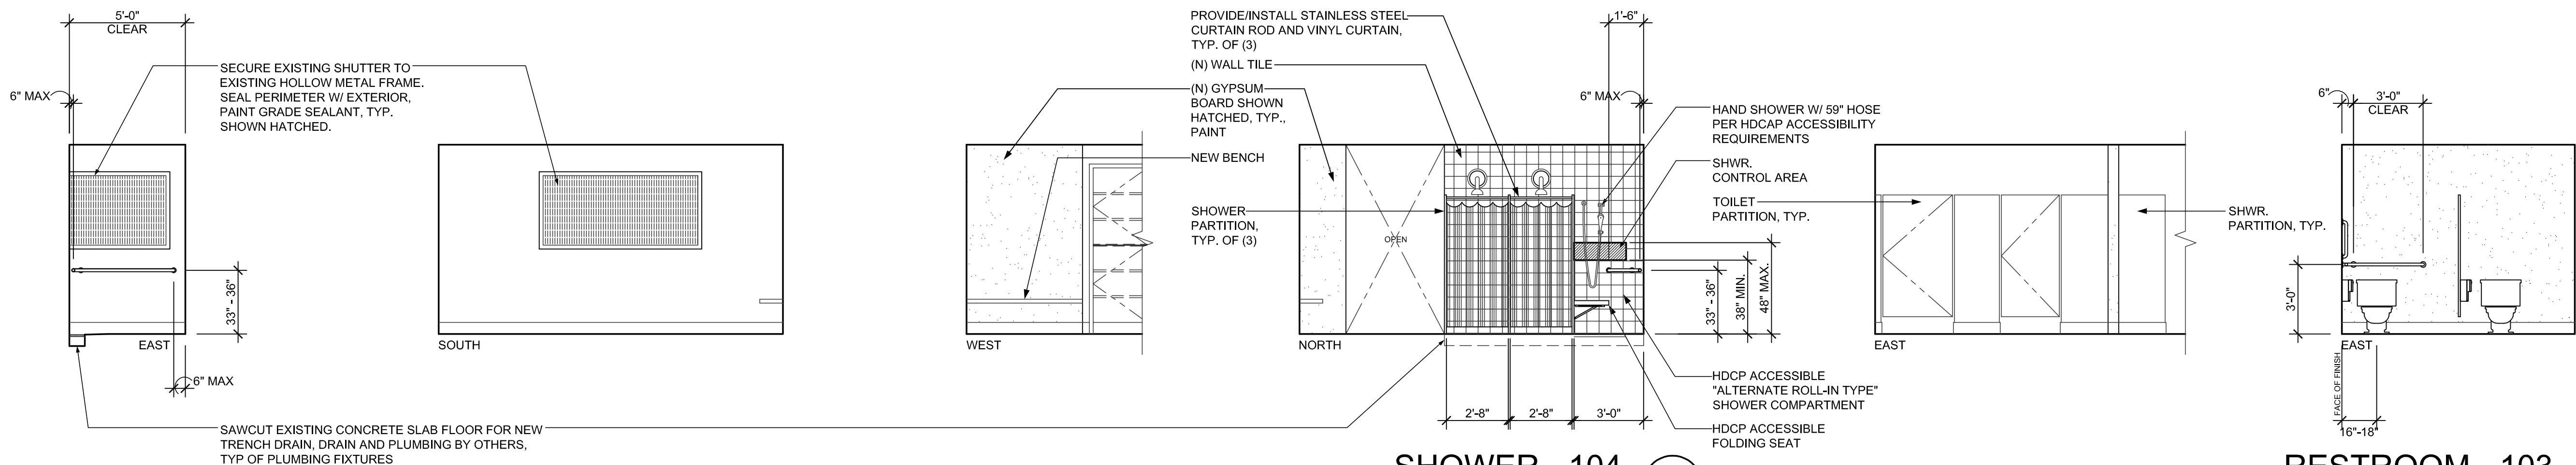 5'-0"
CLEAR
6" MAX
SECURE EXISTING SHUTTER TO
EXISTING HOLLOW METAL FRAME.
SEAL PERIMETER W/ EXTERIOR,
PAINT GRADE SEALANT, TYP.
SHOWN HATCHED.
33" - 36"
EAST
6" MAX
SAWCUT EXISTING CONCRETE SLAB FLOOR FOR NEW
TRENCH DRAIN, DRAIN AND PLUMBING BY OTHERS,
TYP OF PLUMBING FIXTURES
SOUTH
WEST
PROVIDE/INSTALL STAINLESS STEEL
CURTAIN ROD AND VINYL CURTAIN,
TYP. OF (3)
(N) WALL TILE
(N) GYPSUM
BOARD SHOWN
HATCHED, TYP.,
PAINT
NEW BENCH
SHOWER
PARTITION,
TYP. OF (3)
OPEN
NORTH
1'-6"
6" MAX
HAND SHOWER W/ 59" HOSE
PER HDCAP ACCESSIBILITY
REQUIREMENTS
SHWR.
CONTROL AREA
TOILET
PARTITION, TYP.
33" - 36"
38" MIN.
48" MAX.
HDCP ACCESSIBLE
"ALTERNATE ROLL-IN TYPE"
SHOWER COMPARTMENT
HDCP ACCESSIBLE
FOLDING SEAT
2'-8"
2'-8"
3'-0"
SHOWER 104
EAST
SHWR.
PARTITION, TYP.
6"
3'-0"
CLEAR
3'-0"
EAST
FACE OF FINISH
16"-18"
RESTROOM 103